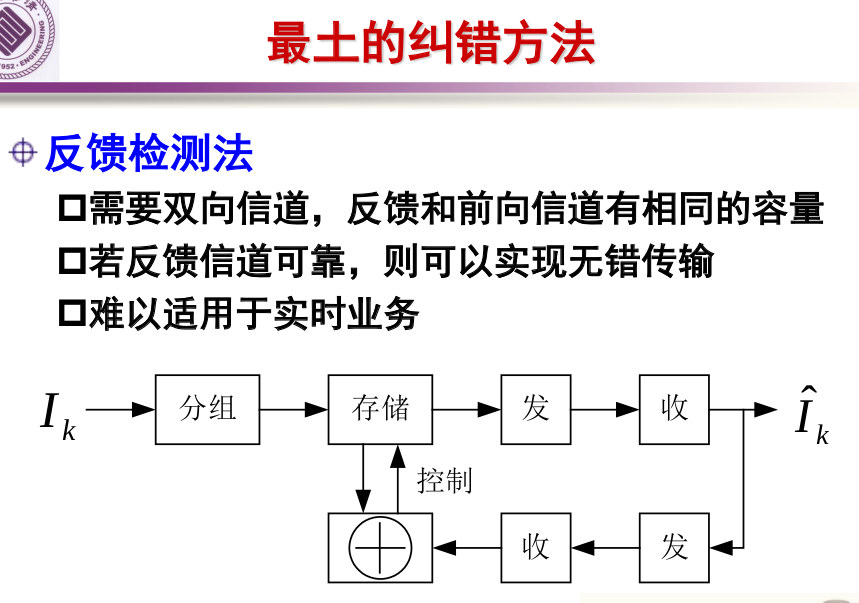 1952 · ENGINEERING
最土的纠错方法
反馈检测法
需要双向信道，反馈和前向信道有相同的容量
若反馈信道可靠，则可以实现无错传输
难以适用于实时业务
I_k 分组 存储 发 收 Î_k
控制
收 发